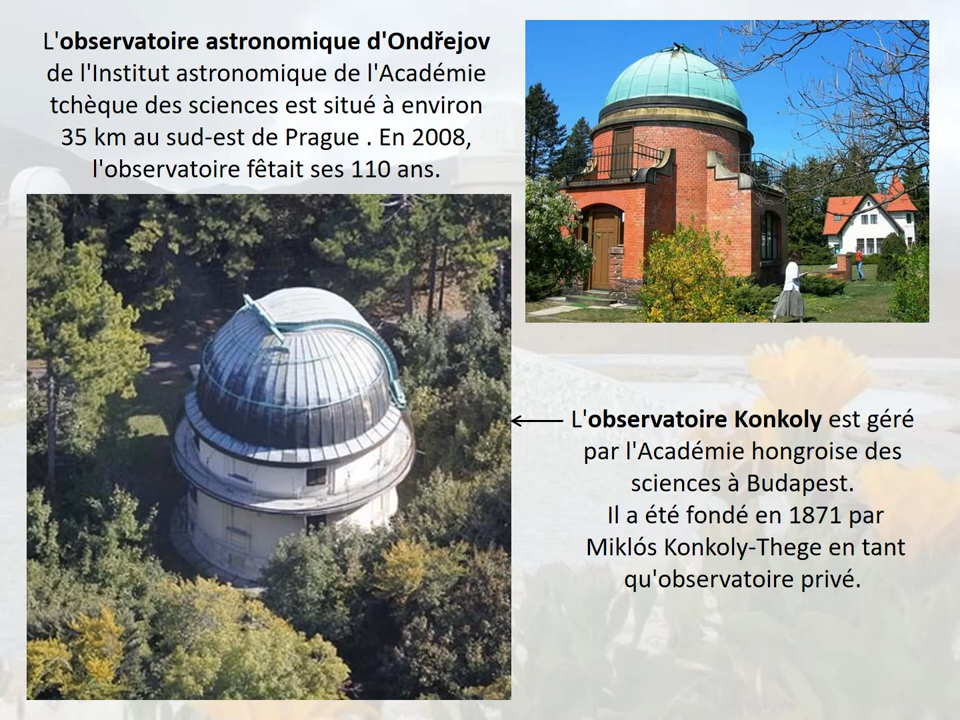 L'observatoire astronomique d'Ondřejov
de l'Institut astronomique de l'Académie
tchèque des sciences est situé à environ
35 km au sud-est de Prague . En 2008,
l'observatoire fêtait ses 110 ans.
L'observatoire Konkoly est géré
par l'Académie hongroise des
sciences à Budapest.
Il a été fondé en 1871 par
Miklós Konkoly-Thege en tant
qu'observatoire privé.